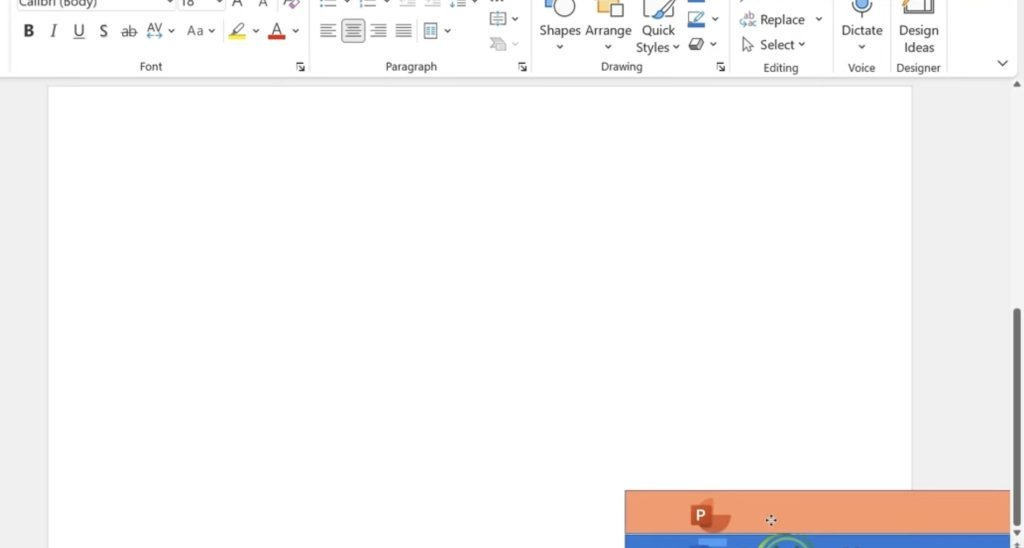 Calibri (Body) 18 A A
B I U S ab AV Aa A
Shapes Arrange Quick Styles
Replace
Select
Dictate
Design Ideas
Font Paragraph Drawing Editing Voice Designer
P